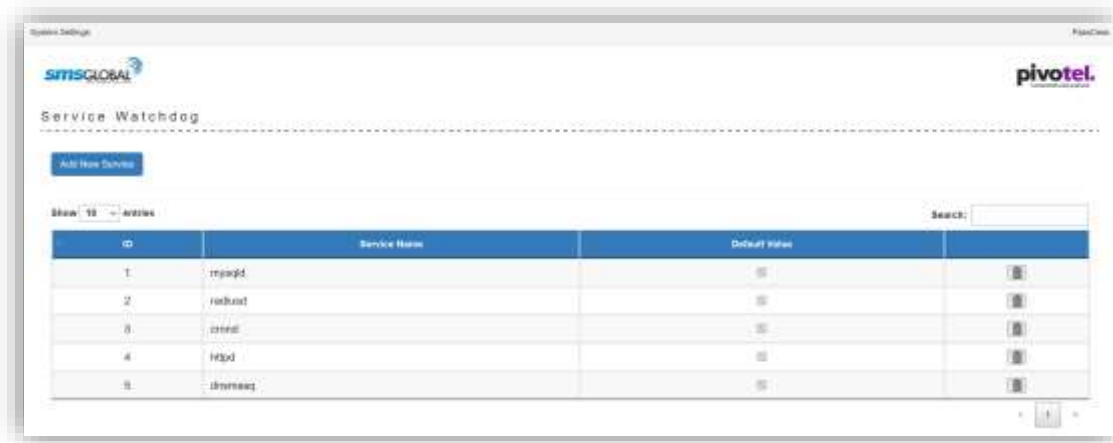 System Settings
smsGLOBAL
pivotel.
Service Watchdog
Add New Service
Show 10 entries
Search:
ID Service Name Default Value
1 mysqld
2 radiusd
3 crond
4 httpd
5 dnsmasq
1